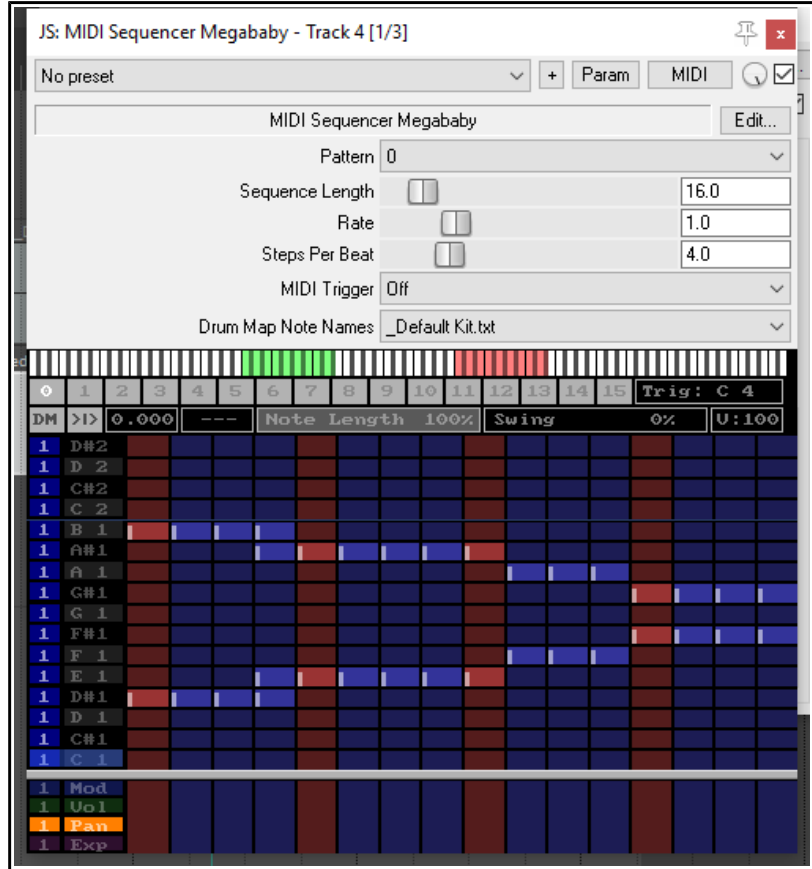 JS: MIDI Sequencer Megababy - Track 4 [1/3]
x
No preset + Param MIDI
MIDI Sequencer Megababy Edit...
Pattern 0
Sequence Length 16.0
Rate 1.0
Steps Per Beat 4.0
MIDI Trigger Off
Drum Map Note Names _Default Kit.txt
0 1 2 3 4 5 6 7 8 9 10 11 12 13 14 15 Trig: C 4
DM >I> 0.000 --- Note Length 100% Swing 0% V:100
1 D#2
1 D 2
1 C#2
1 C 2
1 B 1
1 A#1
1 A 1
1 G#1
1 G 1
1 F#1
1 F 1
1 E 1
1 D#1
1 D 1
1 C#1
1 C 1
1 Mod
1 Vol
1 Pan
1 Exp